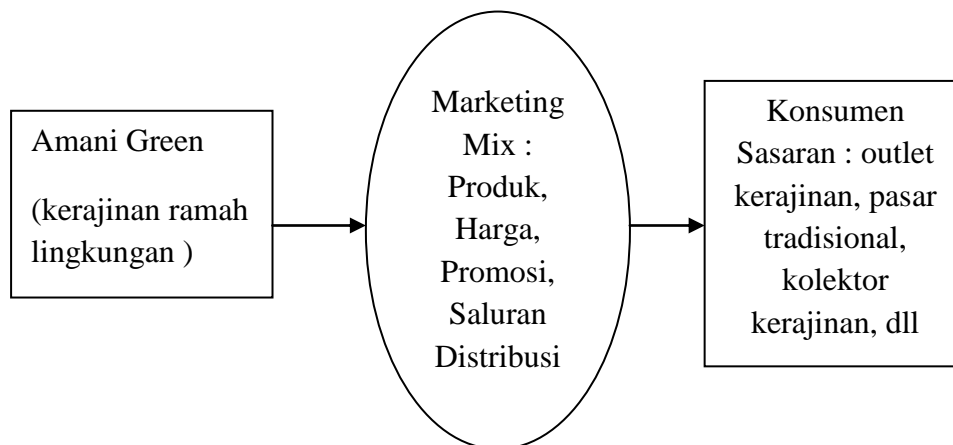 Amani Green
(kerajinan ramah
lingkungan )
Marketing
Mix :
Produk,
Harga,
Promosi,
Saluran
Distribusi
Konsumen
Sasaran : outlet
kerajinan, pasar
tradisional,
kolektor
kerajinan, dll